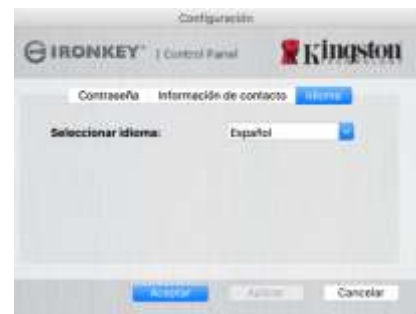 Configuración
IRONKEY | Control Panel Kingston
Contraseña Información de contacto Idioma
Seleccionar idioma: Español
Aceptar Aplicar Cancelar